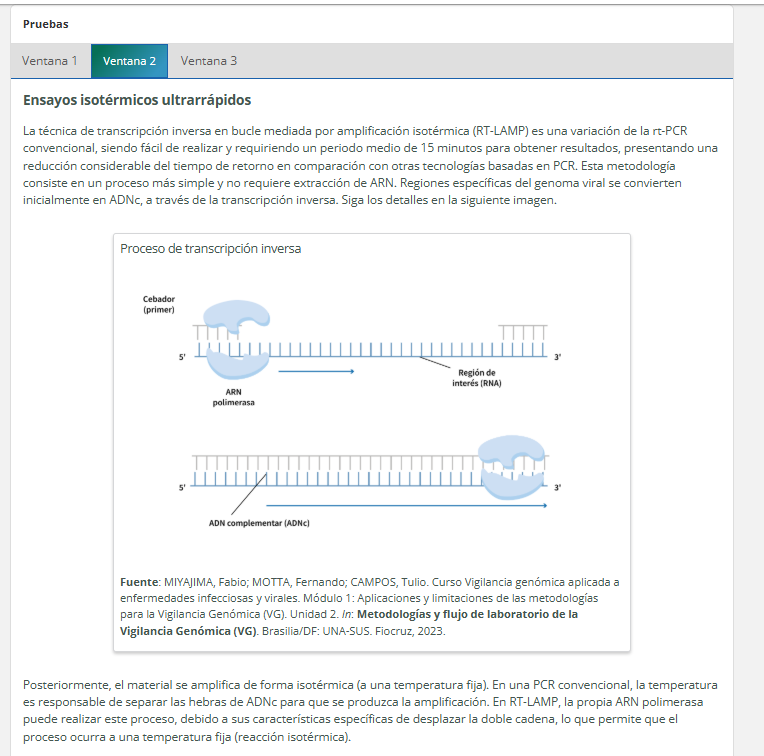 Pruebas
Ventana 1
Ventana 2
Ventana 3
Ensayos isotérmicos ultrarrápidos
La técnica de transcripción inversa en bucle mediada por amplificación isotérmica (RT-LAMP) es una variación de la rt-PCR
convencional, siendo fácil de realizar y requiriendo un periodo medio de 15 minutos para obtener resultados, presentando una
reducción considerable del tiempo de retorno en comparación con otras tecnologías basadas en PCR. Esta metodología
consiste en un proceso más simple y no requiere extracción de ARN. Regiones específicas del genoma viral se convierten
inicialmente en ADNc, a través de la transcripción inversa. Siga los detalles en la siguiente imagen.
Proceso de transcripción inversa
Cebador
(primer)
5'
3'
Región de
interés (RNA)
ARN
polimerasa
5'
3'
ADN complementar (ADNc)
Fuente: MIYAJIMA, Fabio; MOTTA, Fernando; CAMPOS, Tulio. Curso Vigilancia genómica aplicada a
enfermedades infecciosas y virales. Módulo 1: Aplicaciones y limitaciones de las metodologías
para la Vigilancia Genómica (VG). Unidad 2. In: Metodologías y flujo de laboratorio de la
Vigilancia Genómica (VG). Brasilia/DF: UNA-SUS. Fiocruz, 2023.
Posteriormente, el material se amplifica de forma isotérmica (a una temperatura fija). En una PCR convencional, la temperatura
es responsable de separar las hebras de ADNc para que se produzca la amplificación. En RT-LAMP, la propia ARN polimerasa
puede realizar este proceso, debido a sus características específicas de desplazar la doble cadena, lo que permite que el
proceso ocurra a una temperatura fija (reacción isotérmica).